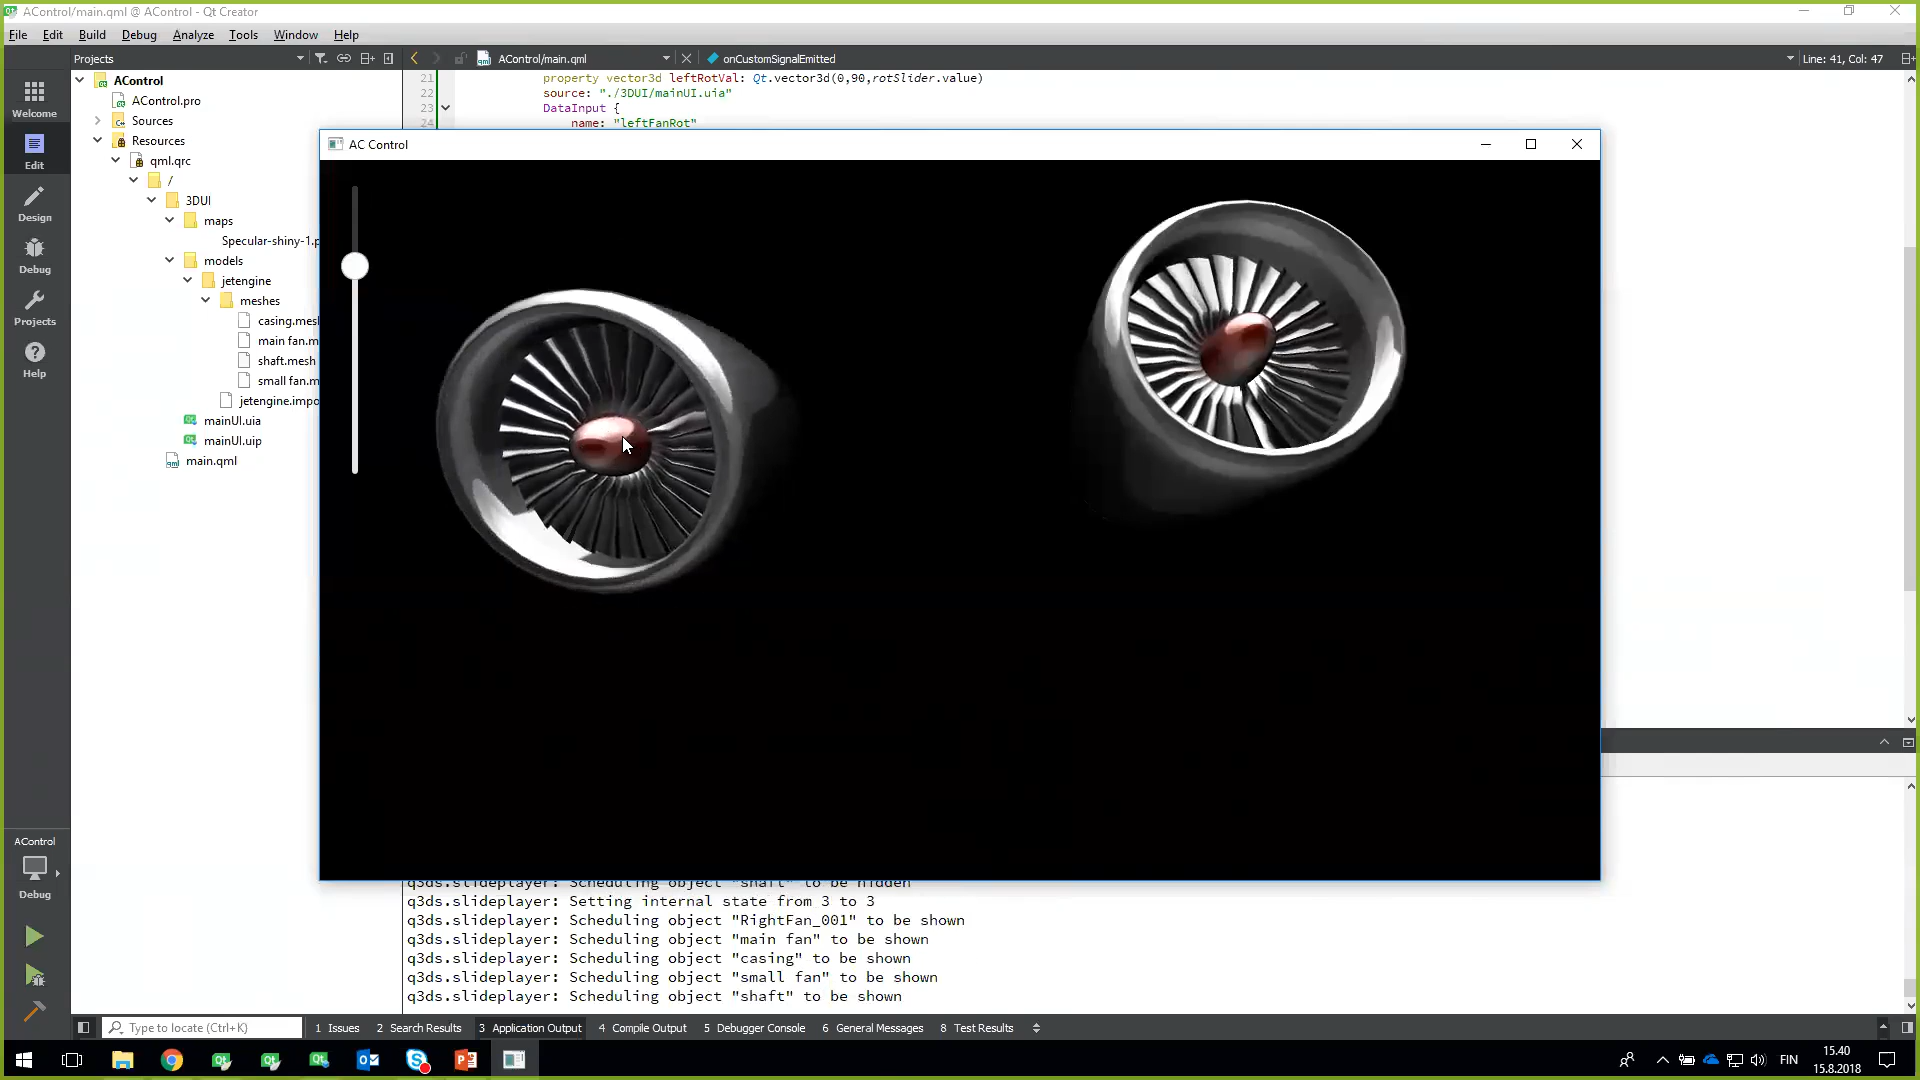 AControl/main.qml @ AControl - Qt Creator
File Edit Build Debug Analyze Tools Window Help
Projects
AControl/main.qml
onCustomSignalEmitted
Line: 41, Col: 47
Welcome
Edit
Design
Debug
Projects
Help
AControl
AControl.pro
Sources
Resources
qml.qrc
/
3DUI
maps
Specular-shiny-1.p
models
jetengine
meshes
casing.mesh
main fan.m
shaft.mesh
small fan.m
jetengine.impo
mainUI.uia
mainUI.uip
main.qml
21 property vector3d leftRotVal: Qt.vector3d(0,90,rotSlider.value)
22 source: "./3DUI/mainUI.uia"
23 DataInput {
24 name: "leftFanRot"
AC Control
q3ds.slideplayer: Scheduling object "shaft" to be hidden
q3ds.slideplayer: Setting internal state from 3 to 3
q3ds.slideplayer: Scheduling object "RightFan_001" to be shown
q3ds.slideplayer: Scheduling object "main fan" to be shown
q3ds.slideplayer: Scheduling object "casing" to be shown
q3ds.slideplayer: Scheduling object "small fan" to be shown
q3ds.slideplayer: Scheduling object "shaft" to be shown
AControl
Debug
Type to locate (Ctrl+K)
1 Issues 2 Search Results 3 Application Output 4 Compile Output 5 Debugger Console 6 General Messages 8 Test Results
FIN
15.40
15.8.2018